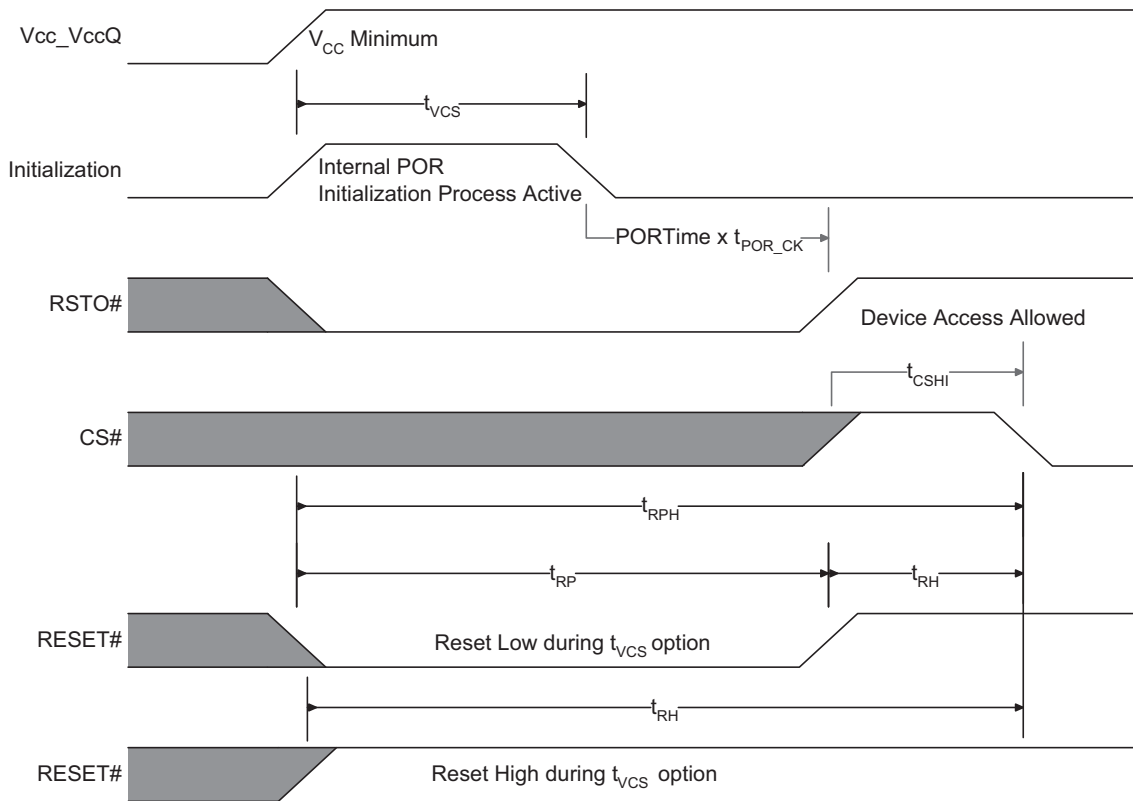 Vcc_VccQ
VCC Minimum
tVCS
Initialization
Internal POR
Initialization Process Active
PORTime x tPOR_CK
RSTO#
Device Access Allowed
tCSHI
CS#
tRPH
tRP
tRH
RESET#
Reset Low during tVCS option
tRH
RESET#
Reset High during tVCS option